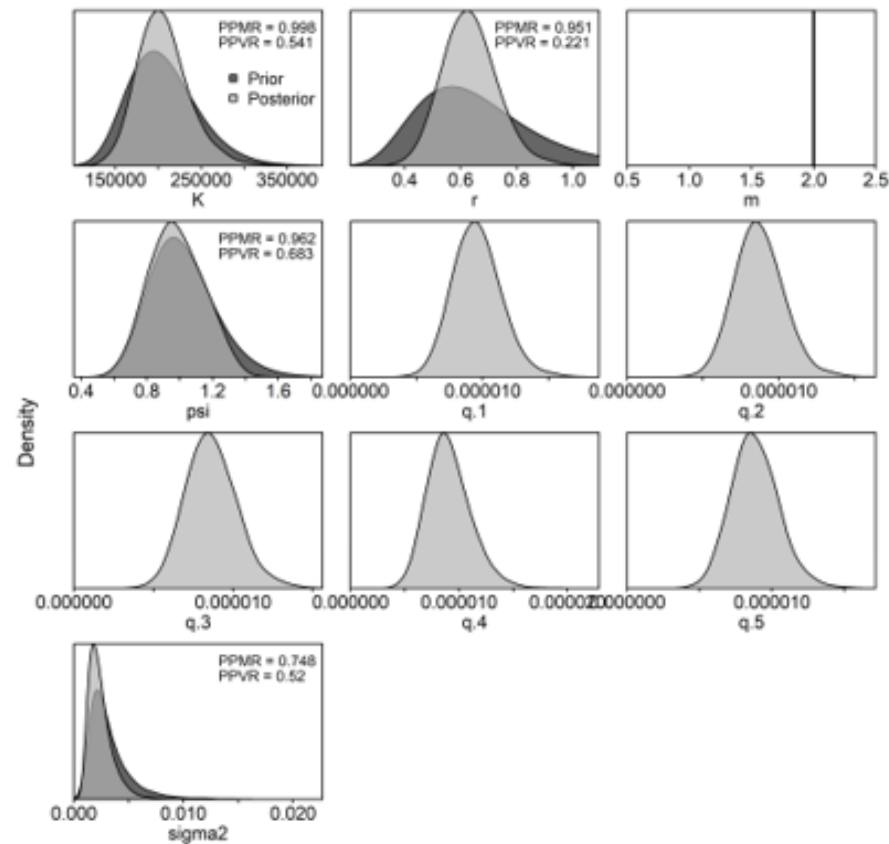 PPMR = 0.998
PPVR = 0.541
Prior
Posterior
150000 250000 350000
K
PPMR = 0.951
PPVR = 0.221
0.4 0.6 0.8 1.0
r
0.5 1.0 1.5 2.0 2.5
m
PPMR = 0.962
PPVR = 0.683
0.4 0.8 1.2 1.6
psi
0.000000 0.000010
q.1
0.000000 0.000010
q.2
Density
0.000000 0.000010
q.3
0.000000 0.000010 0.000020
q.4
0.000000 0.000010
q.5
PPMR = 0.748
PPVR = 0.52
0.000 0.010 0.020
sigma2